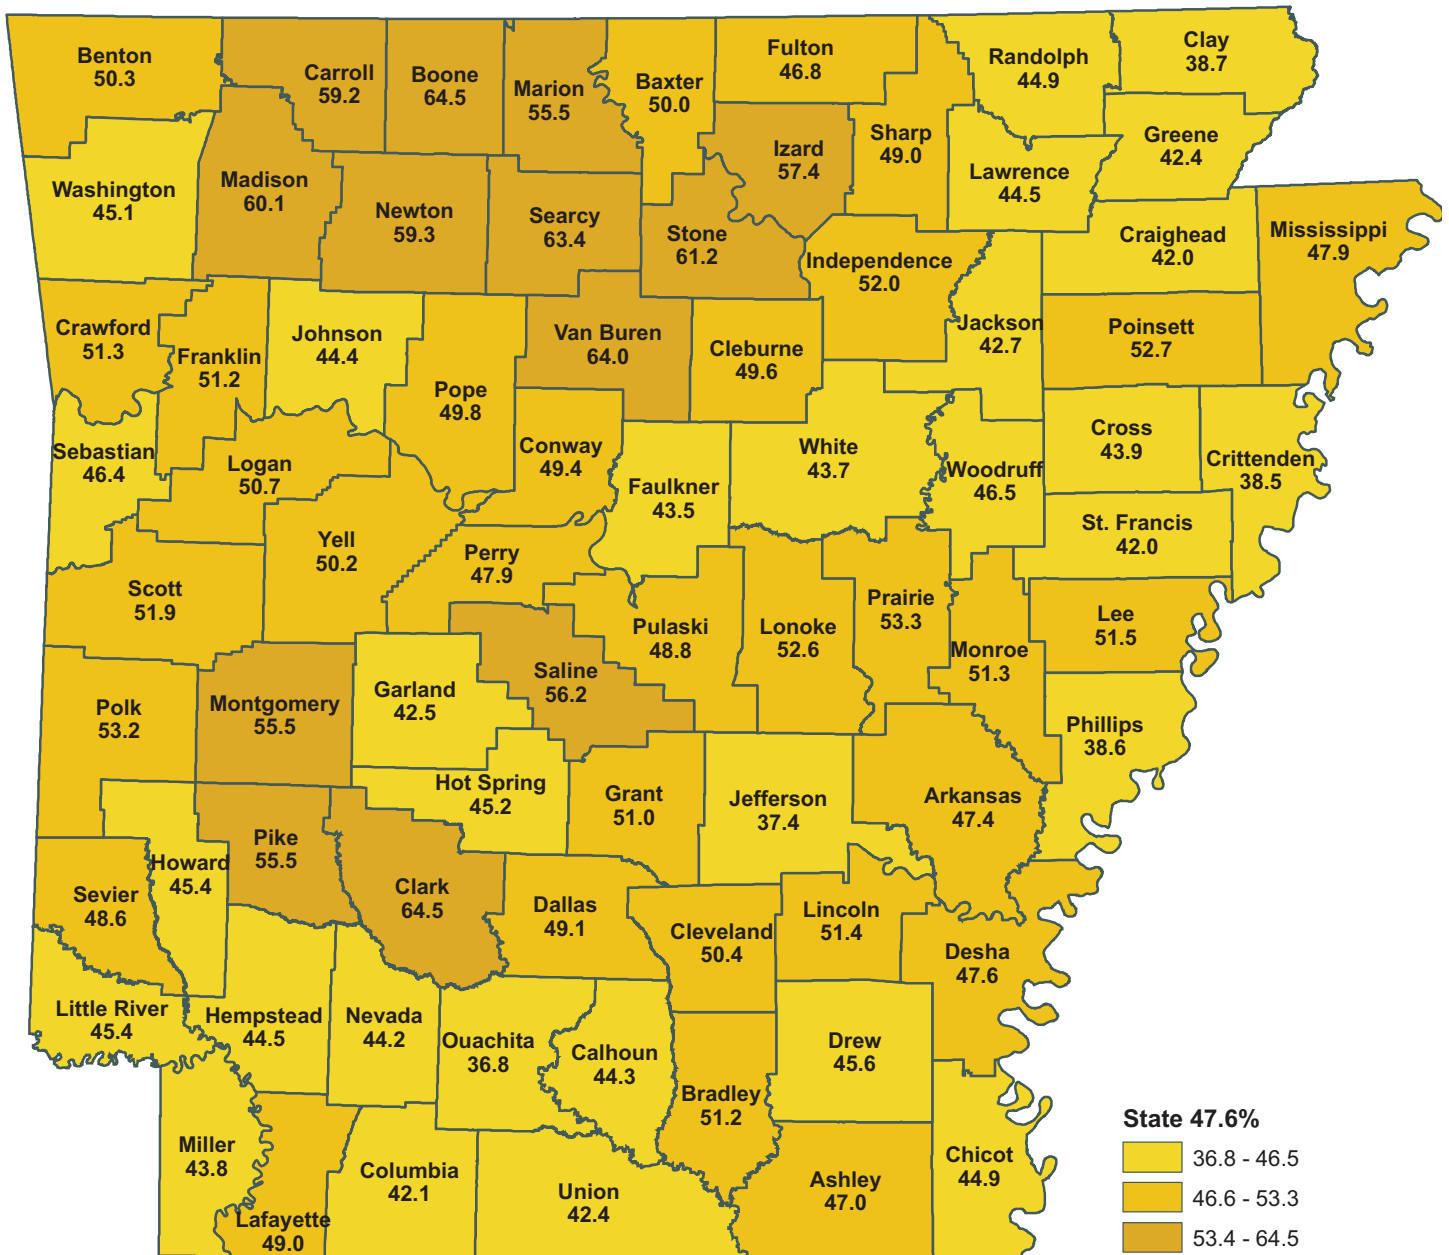 Benton
50.3
Carroll
59.2
Boone
64.5
Marion
55.5
Baxter
50.0
Fulton
46.8
Randolph
44.9
Clay
38.7
Sharp
49.0
Izard
57.4
Greene
42.4
Lawrence
44.5
Washington
45.1
Madison
60.1
Newton
59.3
Searcy
63.4
Stone
61.2
Independence
52.0
Craighead
42.0
Mississippi
47.9
Crawford
51.3
Franklin
51.2
Johnson
44.4
Pope
49.8
Van Buren
64.0
Cleburne
49.6
Jackson
42.7
Poinsett
52.7
Sebastian
46.4
Logan
50.7
Conway
49.4
Faulkner
43.5
White
43.7
Woodruff
46.5
Cross
43.9
Crittenden
38.5
St. Francis
42.0
Scott
51.9
Yell
50.2
Perry
47.9
Pulaski
48.8
Lonoke
52.6
Prairie
53.3
Monroe
51.3
Lee
51.5
Polk
53.2
Montgomery
55.5
Garland
42.5
Saline
56.2
Phillips
38.6
Hot Spring
45.2
Grant
51.0
Jefferson
37.4
Arkansas
47.4
Howard
45.4
Pike
55.5
Clark
64.5
Sevier
48.6
Dallas
49.1
Cleveland
50.4
Lincoln
51.4
Desha
47.6
Little River
45.4
Hempstead
44.5
Nevada
44.2
Ouachita
36.8
Calhoun
44.3
Bradley
51.2
Drew
45.6
Miller
43.8
Lafayette
49.0
Columbia
42.1
Union
42.4
Ashley
47.0
Chicot
44.9
State 47.6%
36.8 - 46.5
46.6 - 53.3
53.4 - 64.5